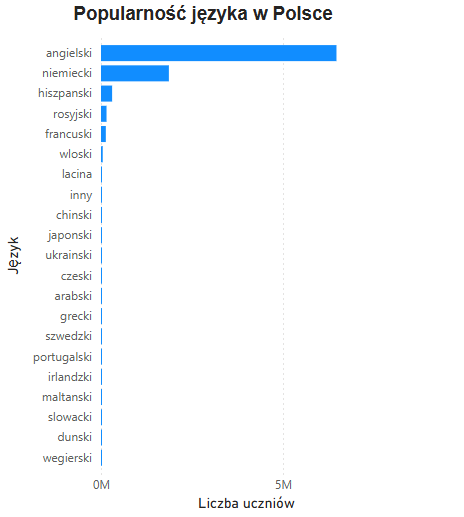 Popularność języka w Polsce
Język
angielski
niemiecki
hiszpanski
rosyjski
francuski
wloski
lacina
inny
chinski
japonski
ukrainski
czeski
arabski
grecki
szwedzki
portugalski
irlandzki
maltanski
slowacki
dunski
wegierski
0M 5M
Liczba uczniów